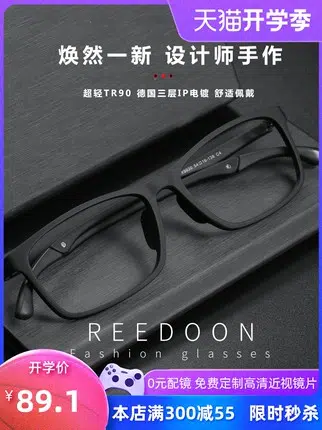 天猫开学季
焕然一新 设计师手作
超轻TR90 德国三层IP电镀 舒适佩戴
REEDOON
Fashion glasses
开学价
¥89.1
0元配镜 免费定制高清近视镜片
本店满300减55 限时秒杀